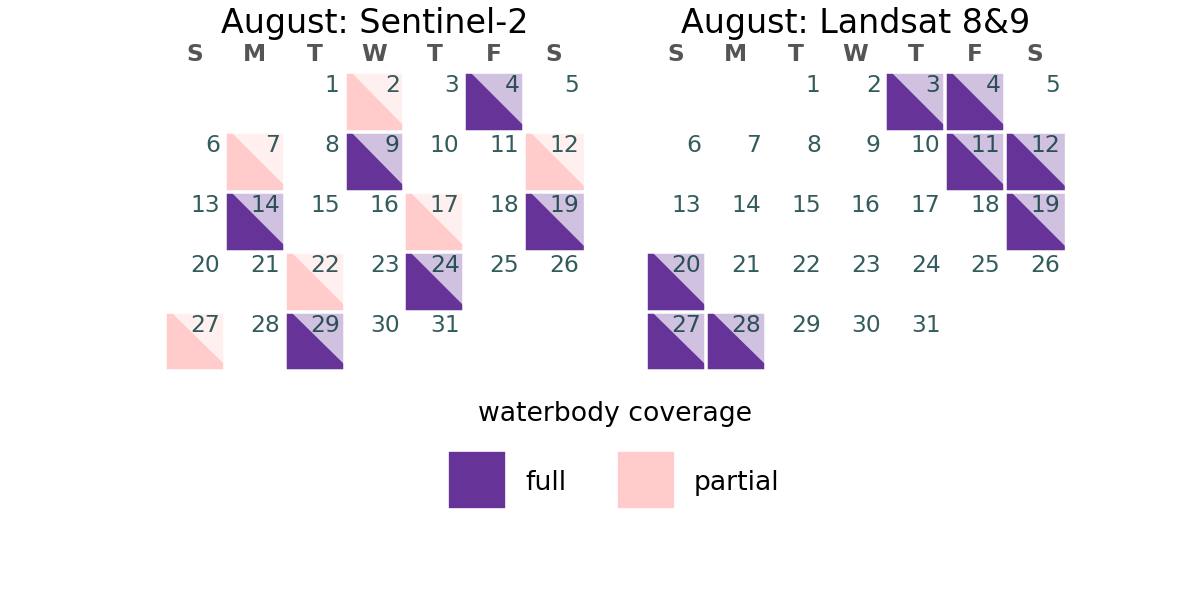 August: Sentinel-2
S M T W T F S
1 2 3 4 5
6 7 8 9 10 11 12
13 14 15 16 17 18 19
20 21 22 23 24 25 26
27 28 29 30 31
August: Landsat 8&9
S M T W T F S
1 2 3 4 5
6 7 8 9 10 11 12
13 14 15 16 17 18 19
20 21 22 23 24 25 26
27 28 29 30 31
waterbody coverage
full partial